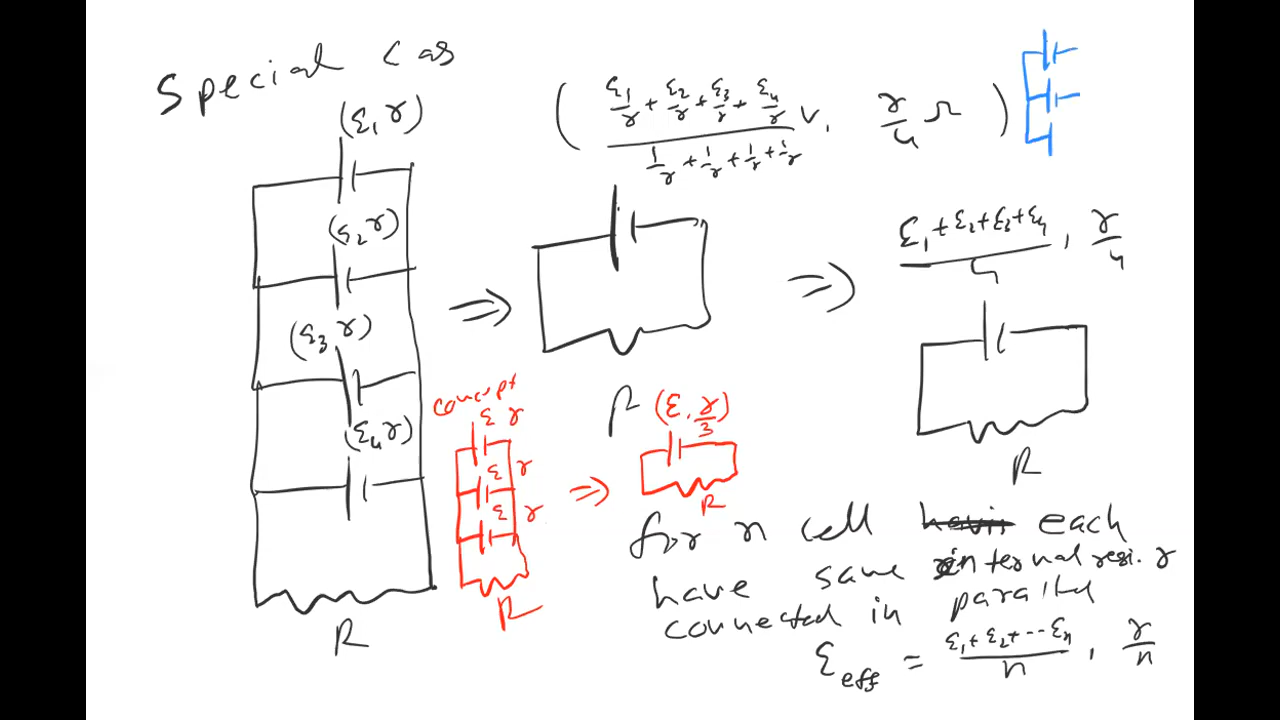 Special Cas
(ε1 r)
(ε2 r)
(ε3 r)
(ε4 r)
R
( (ε1/r + ε2/r + ε3/r + ε4/r) / (1/r + 1/r + 1/r + 1/r) V, r/4 Ω )
R
(ε1 + ε2 + ε3 + ε4)/4, r/4
R
concept
ε r
ε r
ε r
R
(ε, r/3)
R
for n cell each
have same internal resi. r
connected in parallel
εeff = (ε1 + ε2 + --- εn)/n, r/n